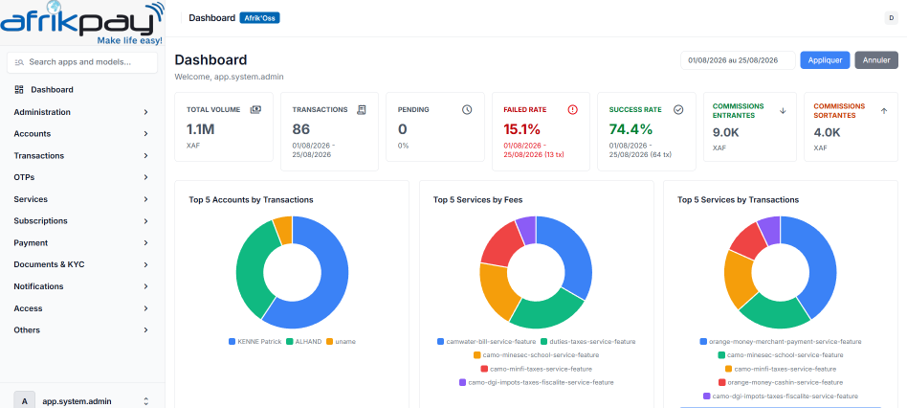 afrikpay
Make life easy!
Search apps and models...
Dashboard
Administration
Accounts
Transactions
OTPs
Services
Subscriptions
Payment
Documents & KYC
Notifications
Access
Others
A
app.system.admin
Dashboard Afrik'Oss
D
Dashboard
Welcome, app.system.admin
01/08/2026 au 25/08/2026
Appliquer
Annuler
TOTAL VOLUME
1.1M
XAF
TRANSACTIONS
86
01/08/2026 -
25/08/2026
PENDING
0
0%
FAILED RATE
15.1%
01/08/2026 -
25/08/2026 (13 tx)
SUCCESS RATE
74.4%
01/08/2026 -
25/08/2026 (64 tx)
COMMISSIONS
ENTRANTES
9.0K
XAF
COMMISSIONS
SORTANTES
4.0K
XAF
Top 5 Accounts by Transactions
KENNE Patrick ALHAND uname
Top 5 Services by Fees
camwater-bill-service-feature duties-taxes-service-feature
camo-minesec-school-service-feature
camo-minfi-taxes-service-feature
camo-dgi-impots-taxes-fiscalite-service-feature
Top 5 Services by Transactions
orange-money-merchant-payment-service-feature
camo-minesec-school-service-feature
camo-minfi-taxes-service-feature
orange-money-cashin-service-feature
camo-dgi-impots-taxes-fiscalite-service-feature